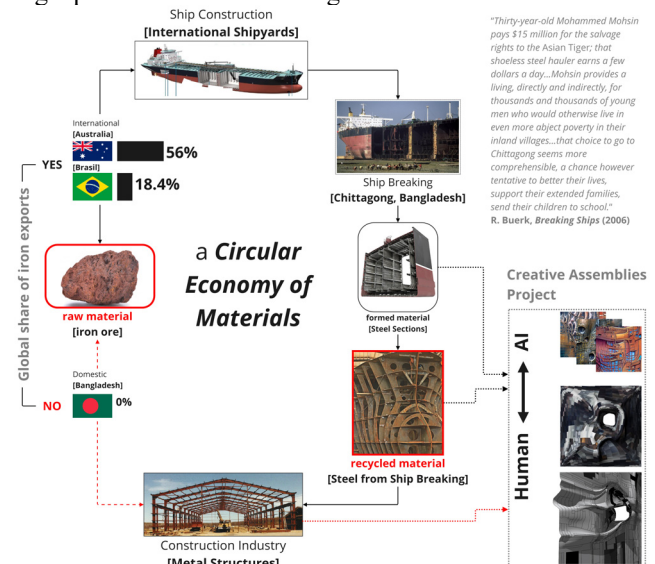 Ship Construction
[International Shipyards]
"Thirty-year-old Mohammed Mohsin
pays $15 million for the salvage
rights to the Asian Tiger; that
shoeless steel hauler earns a few
dollars a day...Mohsin provides a
living, directly and indirectly, for
thousands and thousands of young
men who would otherwise live in
even more abject poverty in their
inland villages...that choice to go to
Chittagong seems more
comprehensible, a chance however
tentative to better their lives,
support their extended families,
send their children to school."
R. Buerk, Breaking Ships (2006)
International
[Australia]
56%
[Brasil]
18.4%
YES
Global share of iron exports
NO
Ship Breaking
[Chittagong, Bangladesh]
a Circular
Economy of
Materials
raw material
[iron ore]
formed material
[Steel Sections]
Domestic
[Bangladesh]
0%
recycled material
[Steel from Ship Breaking]
Construction Industry
[Metal Structures]
Creative Assemblies
Project
AI
Human